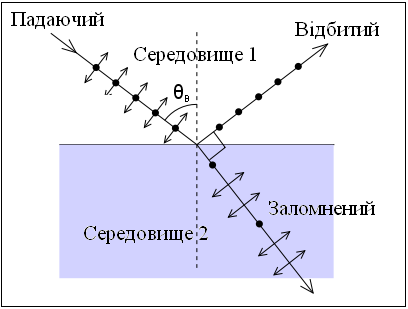 Падаючий
Відбитий
Середовище 1
θв
Заломнений
Середовище 2